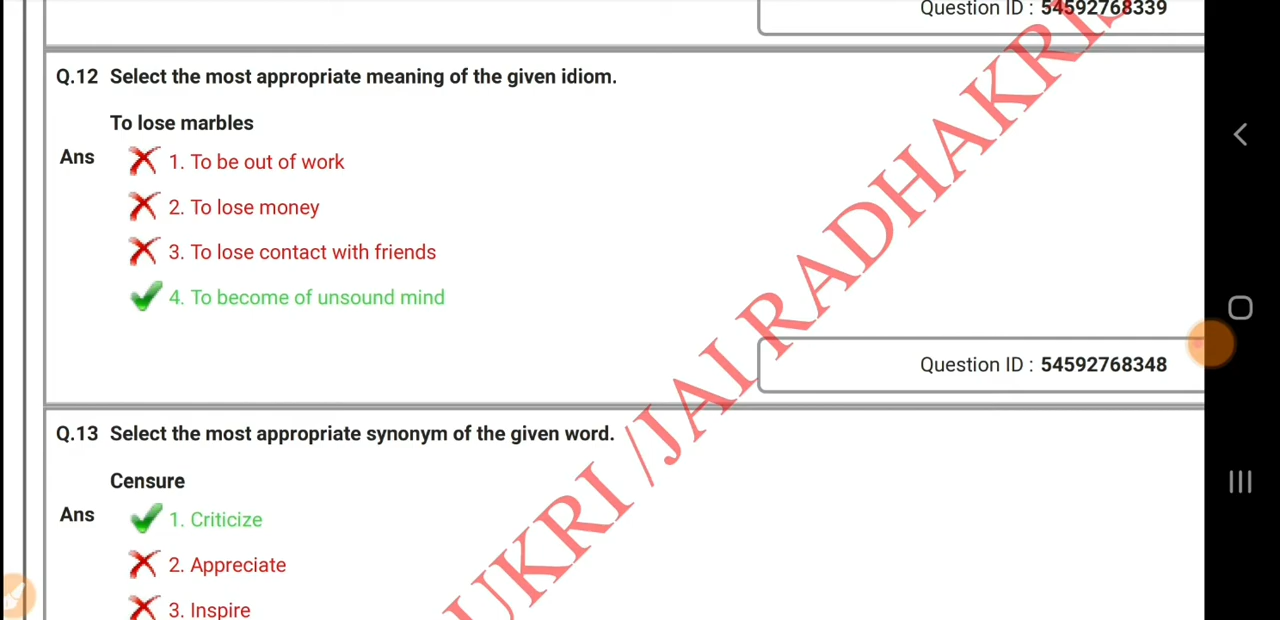 Question ID : 54592768339
Q.12 Select the most appropriate meaning of the given idiom.
To lose marbles
Ans 1. To be out of work
2. To lose money
3. To lose contact with friends
4. To become of unsound mind
Question ID : 54592768348
Q.13 Select the most appropriate synonym of the given word.
Censure
Ans 1. Criticize
2. Appreciate
3. Inspire
UKRI /JAI RADHAKRIS